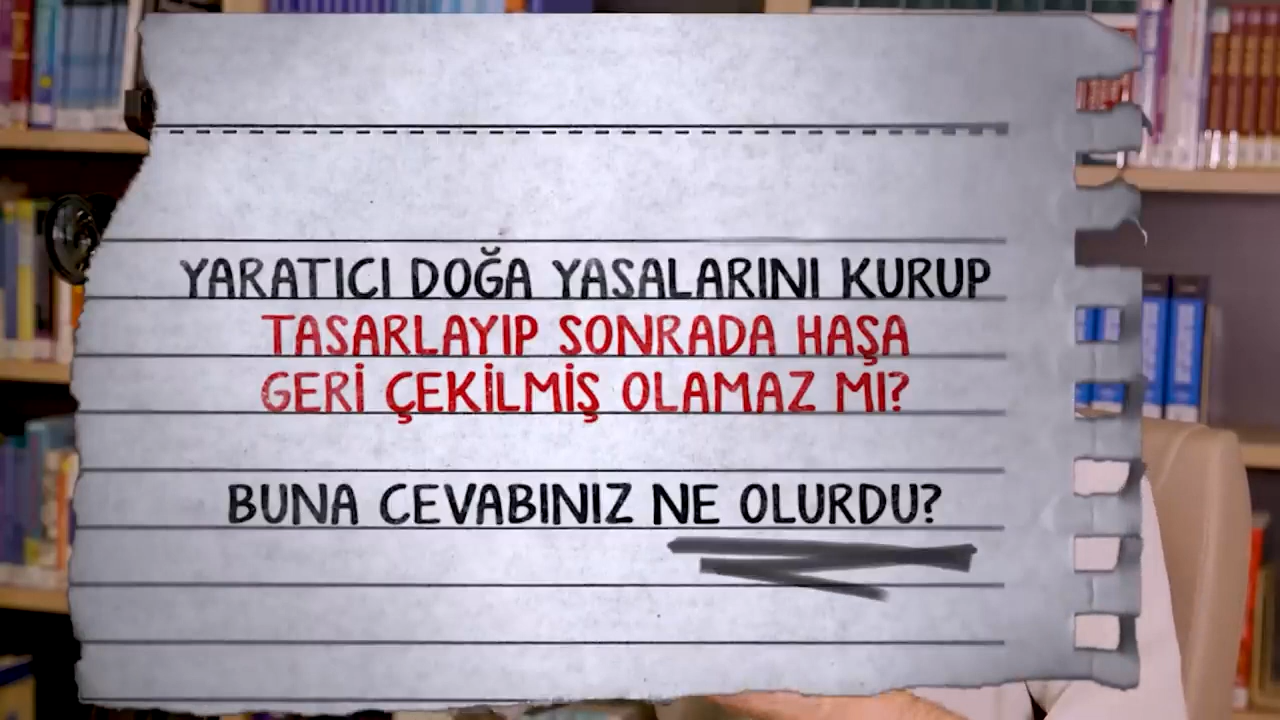 YARATICI DOĞA YASALARINI KURUP
TASARLAYIP SONRADA HAŞA
GERİ ÇEKİLMİŞ OLAMAZ MI?
BUNA CEVABINIZ NE OLURDU?